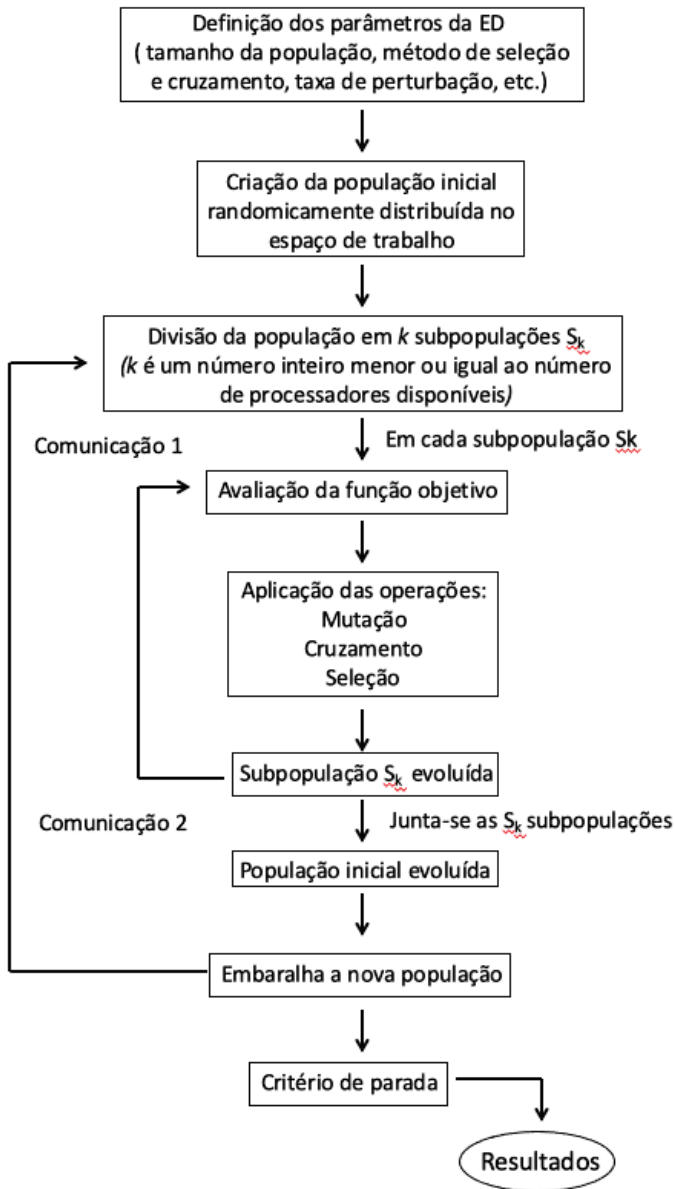 Definição dos parâmetros da ED
( tamanho da população, método de seleção
e cruzamento, taxa de perturbação, etc.)
Criação da população inicial
randomicamente distribuída no
espaço de trabalho
Divisão da população em k subpopulações Sk
(k é um número inteiro menor ou igual ao número
de processadores disponíveis)
Comunicação 1
Em cada subpopulação Sk
Avaliação da função objetivo
Aplicação das operações:
Mutação
Cruzamento
Seleção
Subpopulação Sk evoluída
Comunicação 2
Junta-se as Sk subpopulações
População inicial evoluída
Embaralha a nova população
Critério de parada
Resultados